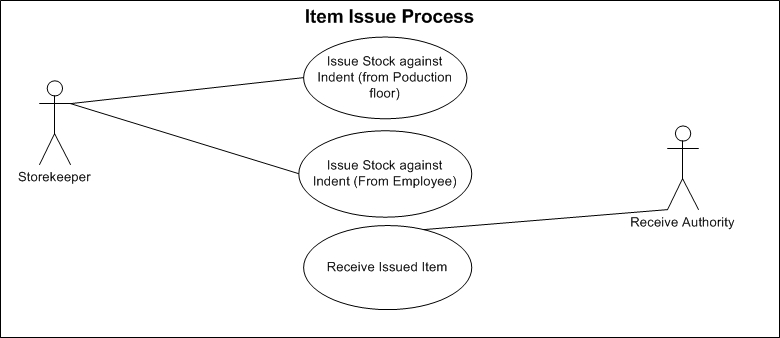 Item Issue Process
Issue Stock against
Indent (from Poduction
floor)
Storekeeper
Issue Stock against
Indent (From Employee)
Receive Authority
Receive Issued Item